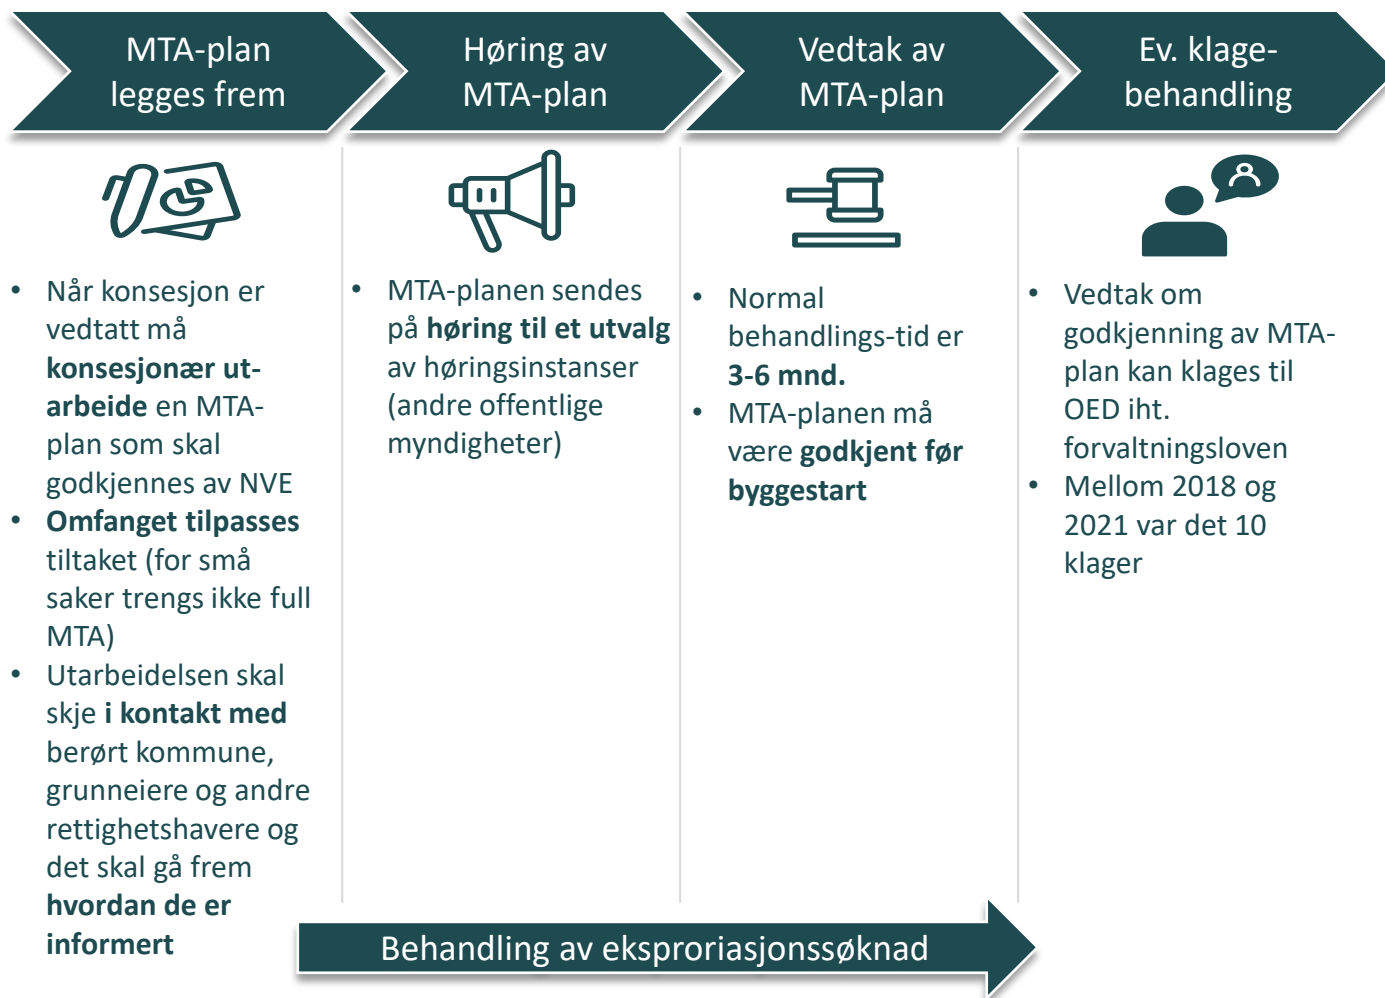 MTA-plan
legges frem
Høring av
MTA-plan
Vedtak av
MTA-plan
Ev. klage-
behandling
• Når konsesjon er
vedtatt må
konsesjonær ut-
arbeide en MTA-
plan som skal
godkjennes av NVE
• Omfanget tilpasses
tiltaket (for små
saker trengs ikke full
MTA)
• Utarbeidelsen skal
skje i kontakt med
berørt kommune,
grunneiere og andre
rettighetshavere og
det skal gå frem
hvordan de er
informert
• MTA-planen sendes
på høring til et utvalg
av høringsinstanser
(andre offentlige
myndigheter)
• Normal
behandlings-tid er
3-6 mnd.
• MTA-planen må
være godkjent før
byggestart
• Vedtak om
godkjenning av MTA-
plan kan klages til
OED iht.
forvaltningsloven
• Mellom 2018 og
2021 var det 10
klager
Behandling av eksproriasjonssøknad